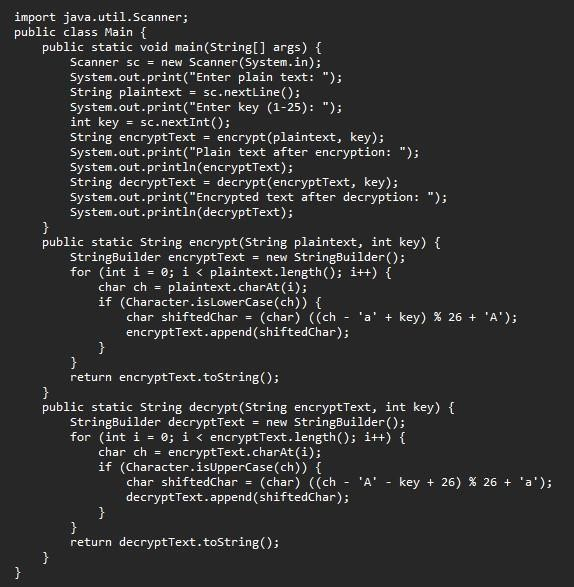 import java.util.Scanner;
public class Main {
    public static void main(String[] args) {
        Scanner sc = new Scanner(System.in);
        System.out.print("Enter plain text: ");
        String plaintext = sc.nextLine();
        System.out.print("Enter key (1-25): ");
        int key = sc.nextInt();
        String encryptText = encrypt(plaintext, key);
        System.out.print("Plain text after encryption: ");
        System.out.println(encryptText);
        String decryptText = decrypt(encryptText, key);
        System.out.print("Encrypted text after decryption: ");
        System.out.println(decryptText);
    }
    public static String encrypt(String plaintext, int key) {
        StringBuilder encryptText = new StringBuilder();
        for (int i = 0; i < plaintext.length(); i++) {
            char ch = plaintext.charAt(i);
            if (Character.isLowerCase(ch)) {
                char shiftedChar = (char) ((ch - 'a' + key) % 26 + 'A');
                encryptText.append(shiftedChar);
            }
        }
        return encryptText.toString();
    }
    public static String decrypt(String encryptText, int key) {
        StringBuilder decryptText = new StringBuilder();
        for (int i = 0; i < encryptText.length(); i++) {
            char ch = encryptText.charAt(i);
            if (Character.isUpperCase(ch)) {
                char shiftedChar = (char) ((ch - 'A' - key + 26) % 26 + 'a');
                decryptText.append(shiftedChar);
            }
        }
        return decryptText.toString();
    }
}